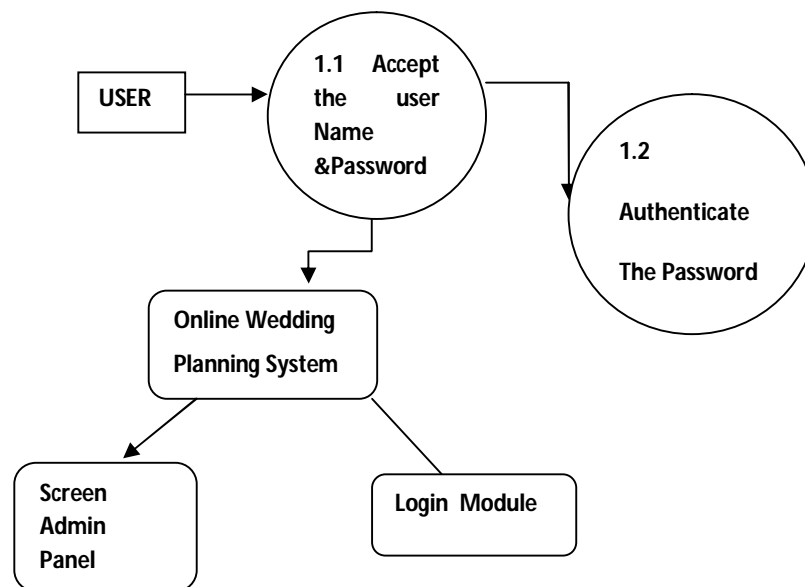 USER
1.1 Accept
the user
Name
&Password
1.2
Authenticate
The Password
Online Wedding
Planning System
Screen
Admin
Panel
Login Module